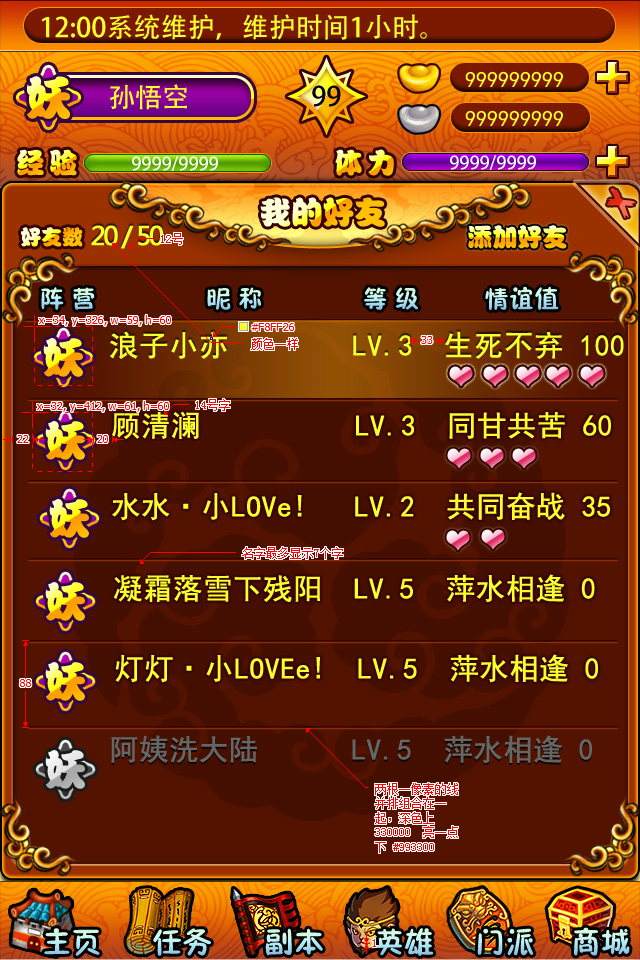 12:00系统维护，维护时间1小时。
妖 孙悟空 99 999999999
999999999
经验 9999/9999 体力 9999/9999
我的好友
好友数 20/50 12号 添加好友
阵营 昵称 等级 情谊值
x=34, y=326, w=59, h=60 #F8FF26
颜色一样
妖 浪子小亦 LV.3 33 生死不弃 100
x=32, y=412, w=61, h=60 14号字
22 妖 20 顾清澜 LV.3 同甘共苦 60
妖 水水·小LOVe! LV.2 共同奋战 35
名字最多显示7个字
妖 凝霜落雪下残阳 LV.5 萍水相逢 0
88 妖 灯灯·小LOVEe! LV.5 萍水相逢 0
妖 阿姨洗大陆 LV.5 萍水相逢 0
两根一像素的线
并排组合在一
起，深色上
330000 亮一点
下 #993300
主页 任务 副本 英雄 门派 商城